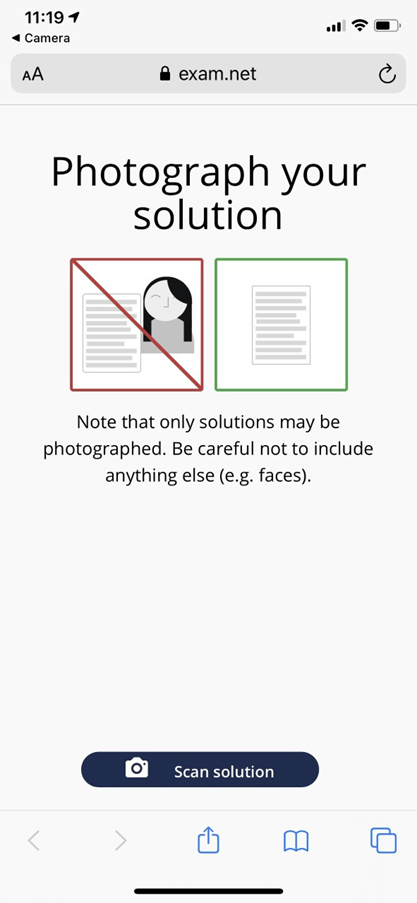 11:19
Camera
AA
exam.net
Photograph your
solution
Note that only solutions may be
photographed. Be careful not to include
anything else (e.g. faces).
Scan solution